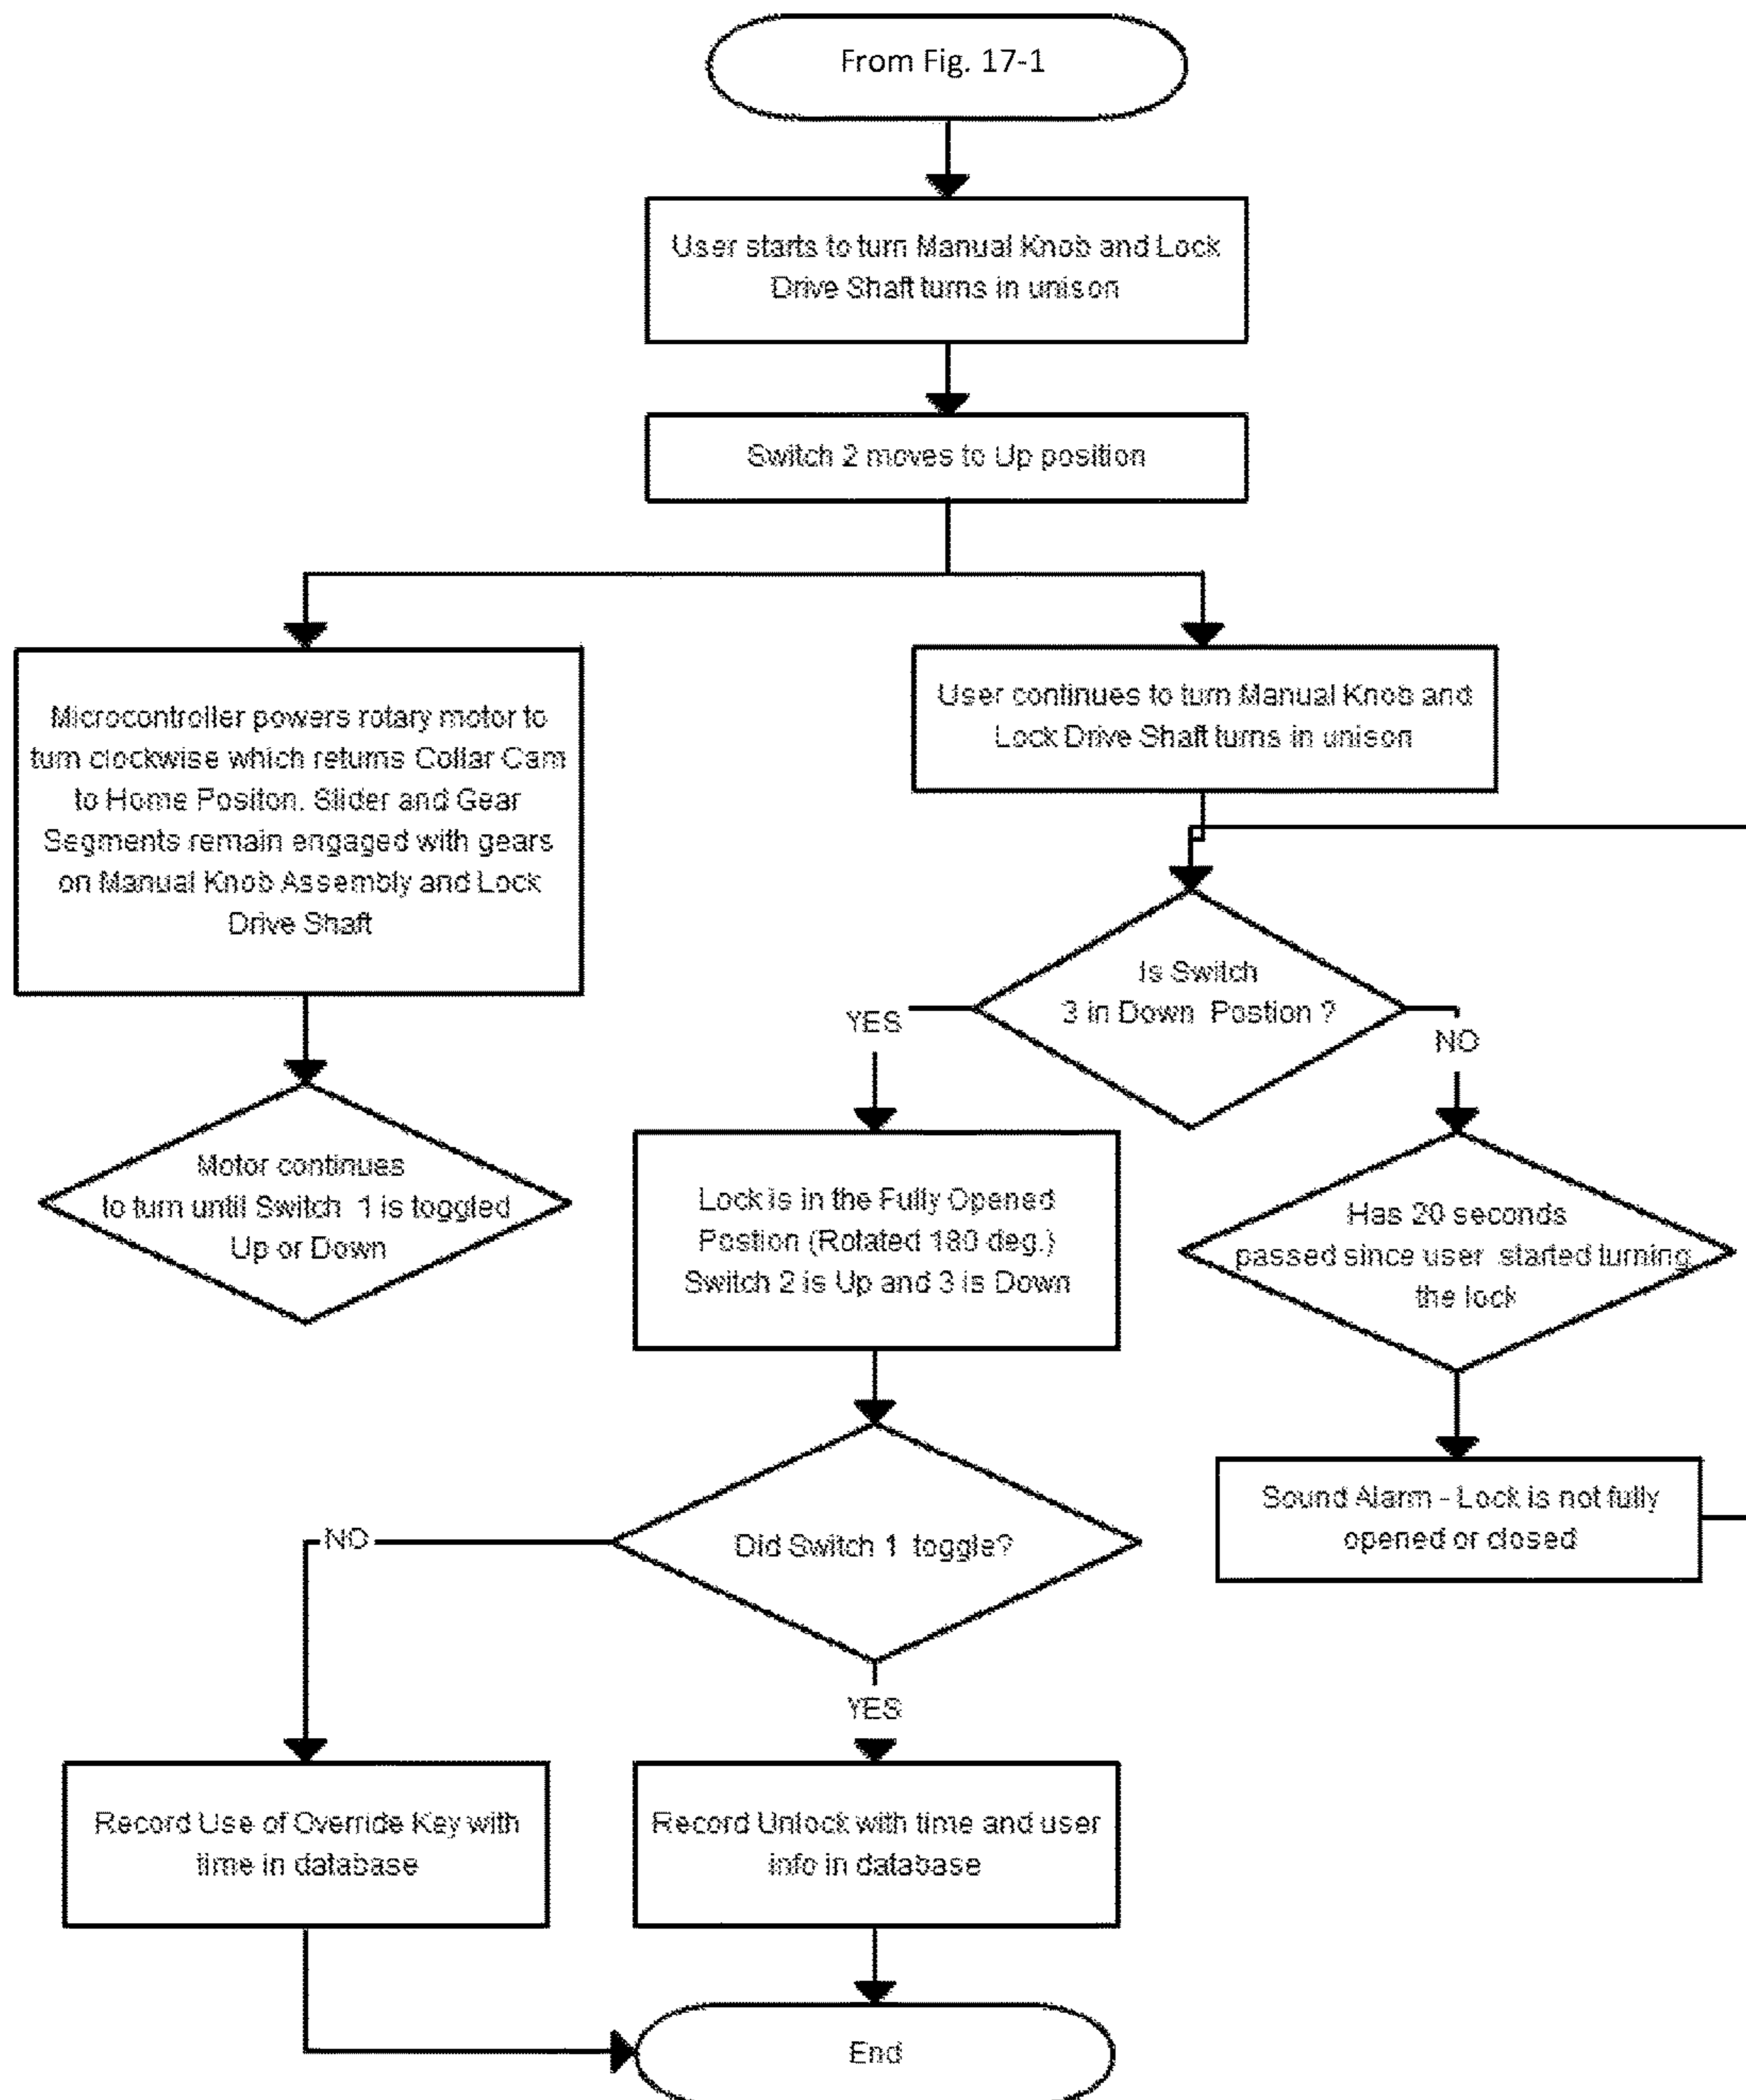 From Fig. 17-1
User starts to turn Manual Knob and Lock
Drive Shaft turns in unison
Switch 2 moves to Up position
Microcontroller powers rotary motor to
turn clockwise which returns Collar Cam
to Home Positon. Slider and Gear
Segments remain engaged with gears
on Manual Knob Assembly and Lock
Drive Shaft
Motor continues
to turn until Switch 1 is toggled
Up or Down
User continues to turn Manual Knob and
Lock Drive Shaft turns in unison
Is Switch
3 in Down Postion ?
YES
NO
Lock is in the Fully Opened
Postion (Rotated 180 deg.)
Switch 2 is Up and 3 is Down
Has 20 seconds
passed since user started turning
the lock
Sound Alarm - Lock is not fully
opened or closed
Did Switch 1 toggle?
NO
YES
Record Use of Override Key with
time in database
Record Unlock with time and user
info in database
End